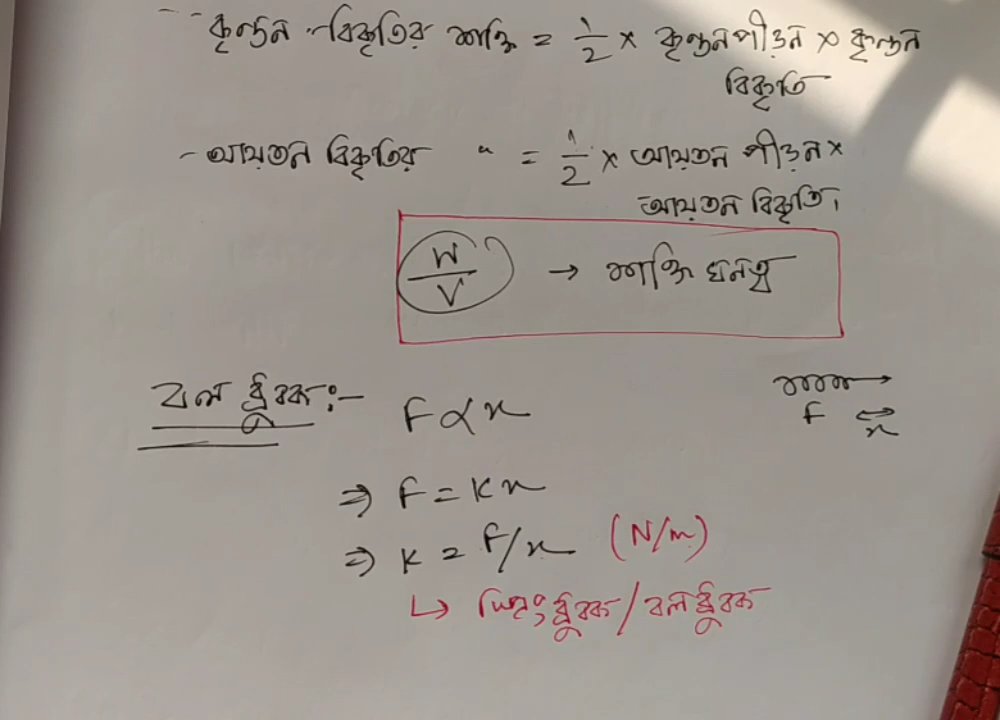 কৃন্তন বিকৃতির শক্তি = 1/2 × কৃন্তন পীড়ন × কৃন্তন
বিকৃতি
- আয়তন বিকৃতির " = 1/2 × আয়তন পীড়ন ×
আয়তন বিকৃতি।
W/V → শক্তি ঘনত্ব
বল ধ্রুবক:-
F ∝ x
F x
⇒ F = Kx
⇒ K = F/x (N/m)
↳ স্প্রিং ধ্রুবক/বল ধ্রুবক